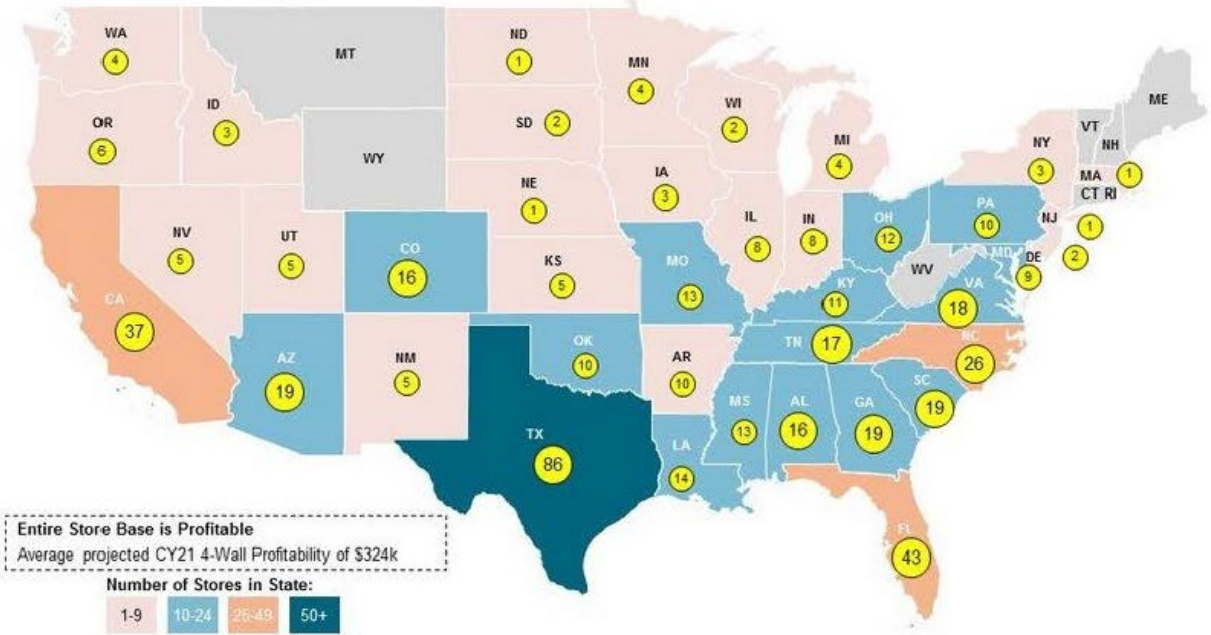 WA
4
MT
ND
1
MN
4
ME
OR
6
ID
3
SD 2
WI
2
MI
4
NY
3
VT
NH
WY
NE
1
IA
3
MA 1
CT RI
NV
5
UT
5
CO
16
KS
5
MO
13
IL
8
IN
8
OH
12
PA
10
NJ
1
2
MD
DE
9
WV
KY
11
VA
18
CA
37
AZ
19
NM
5
OK
10
AR
10
TN 17
NC
26
SC
19
MS
13
AL
16
GA
19
TX
86
LA
14
FL
43
Entire Store Base is Profitable
Average projected CY21 4-Wall Profitability of $324k
Number of Stores in State:
1-9 10-24 25-49 50+